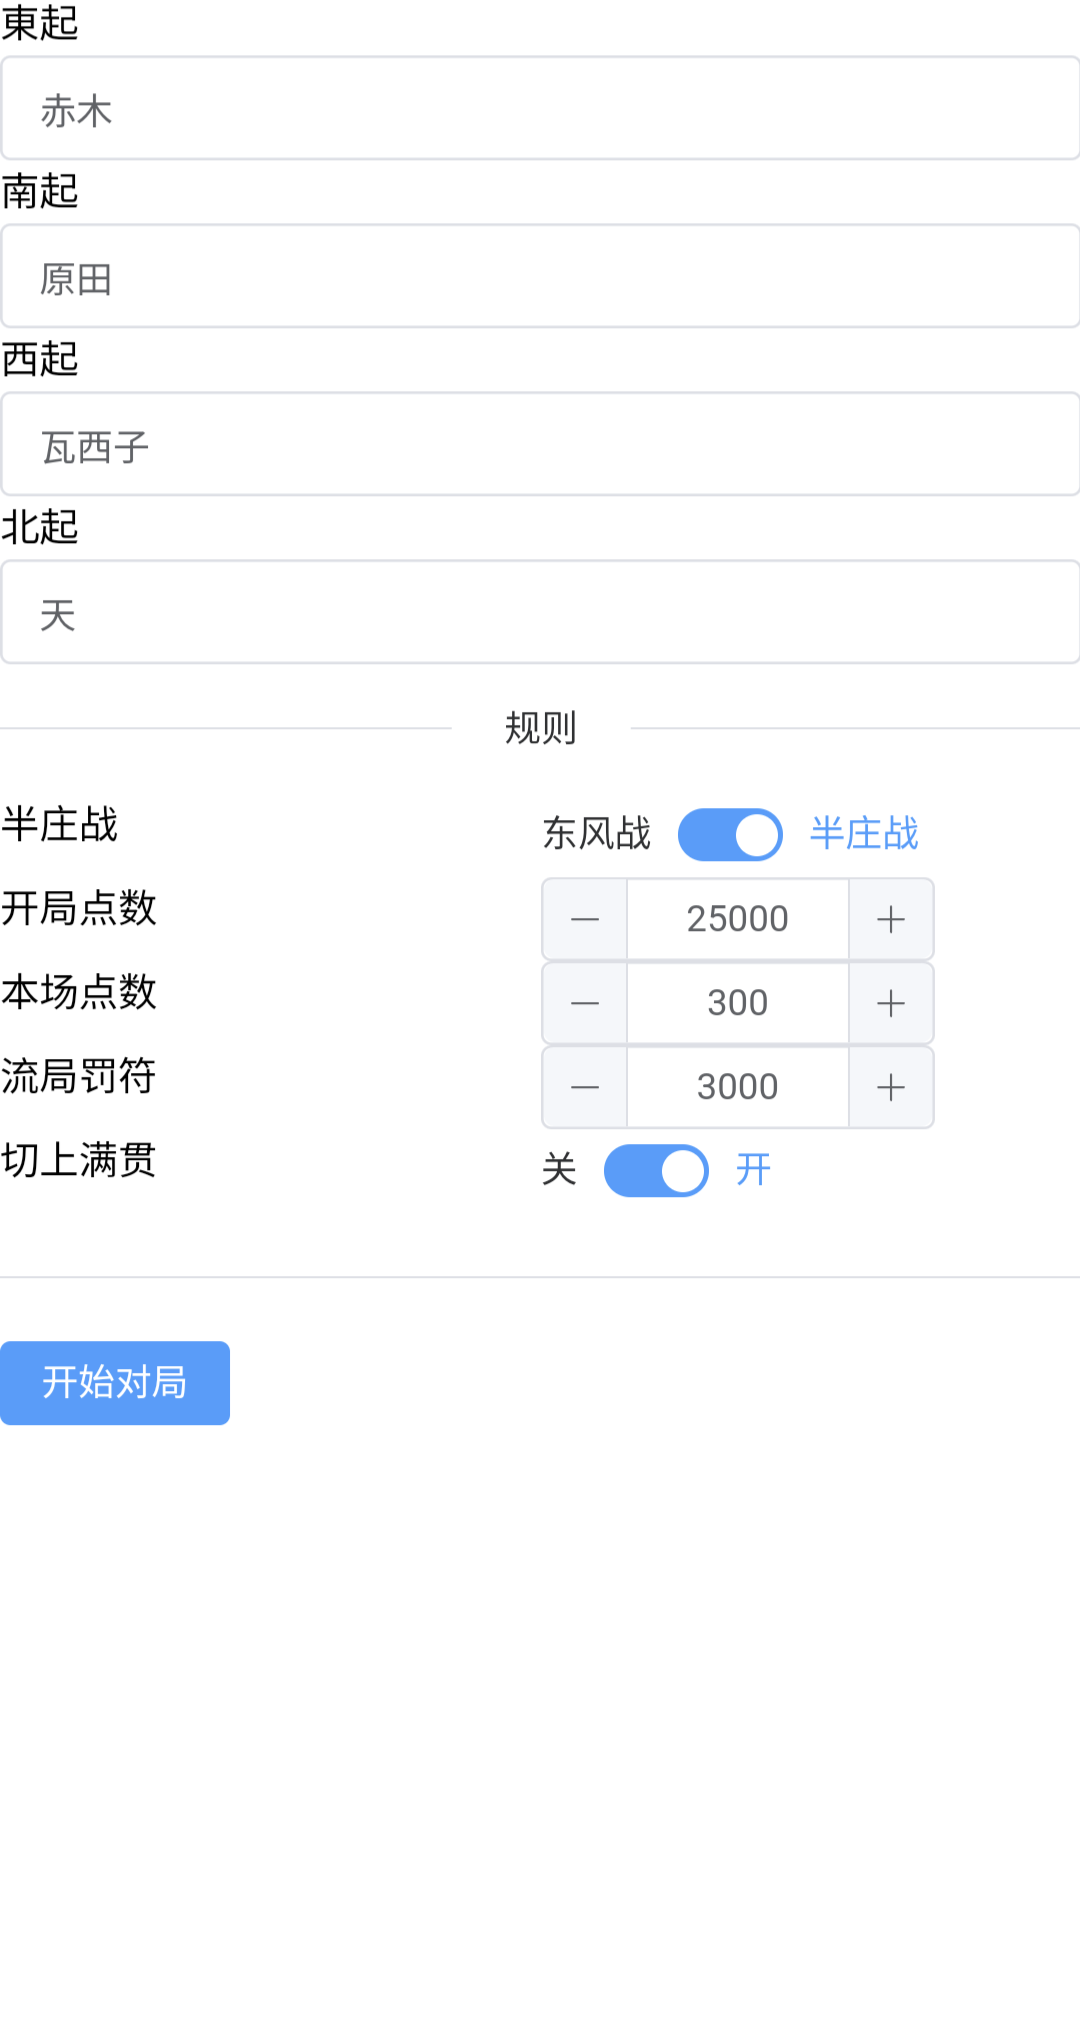 東起
赤木
南起
原田
西起
瓦西子
北起
天
规则
半庄战 东风战 半庄战
开局点数 25000
本场点数 300
流局罚符 3000
切上满贯 关 开
开始对局